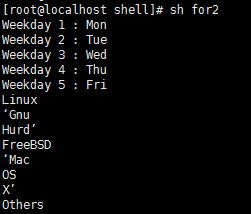 [root@localhost shell]# sh for2
Weekday 1 : Mon
Weekday 2 : Tue
Weekday 3 : Wed
Weekday 4 : Thu
Weekday 5 : Fri
Linux
‘Gnu
Hurd’
FreeBSD
‘Mac
OS
X’
Others